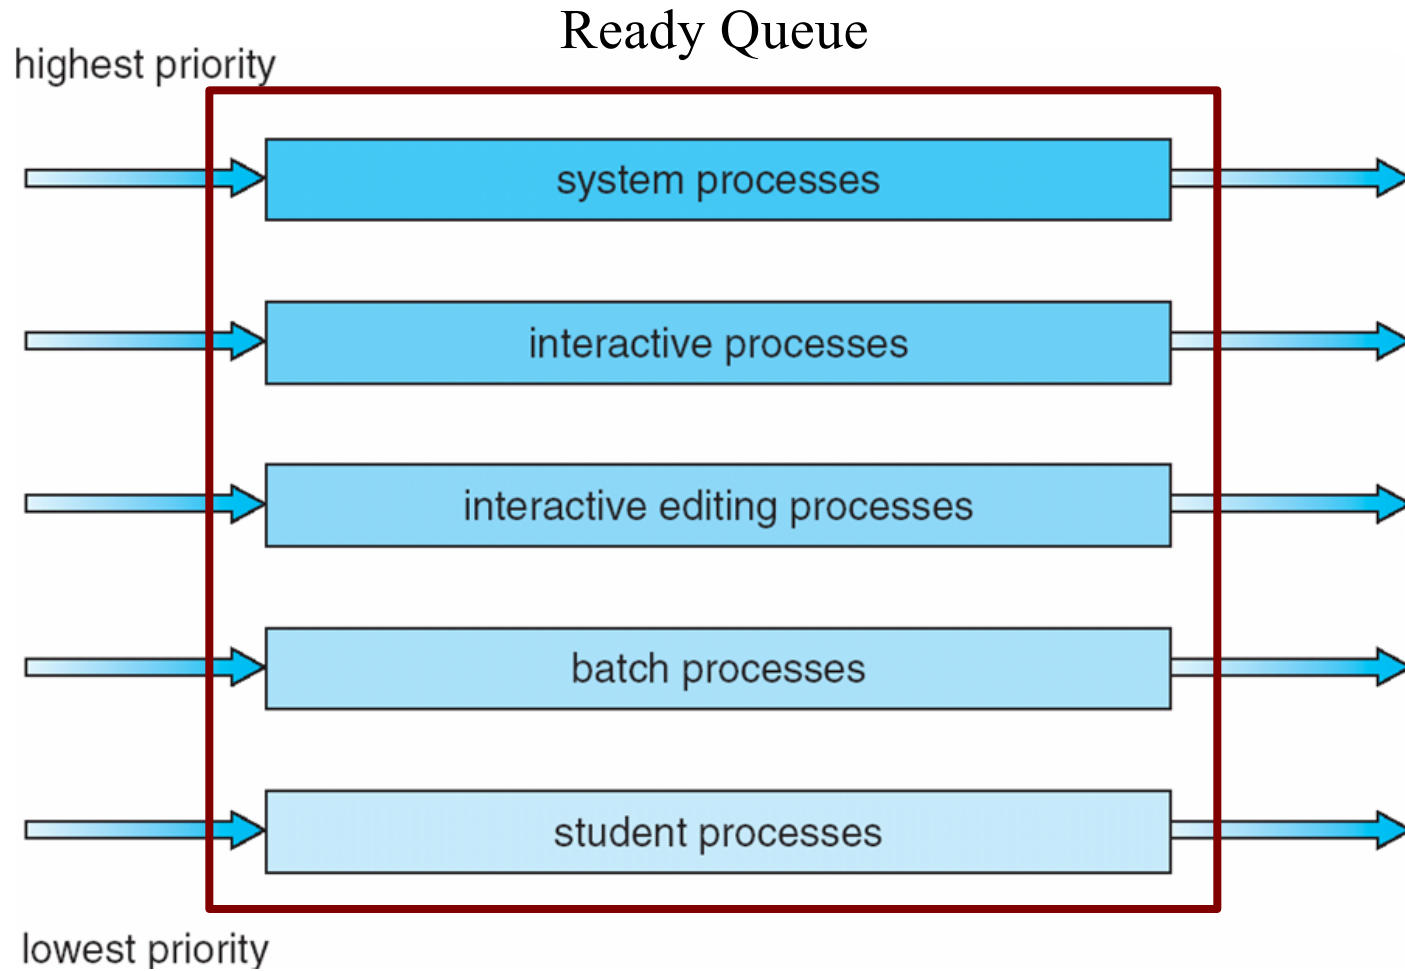 Ready Queue
highest priority
system processes
interactive processes
interactive editing processes
batch processes
student processes
lowest priority